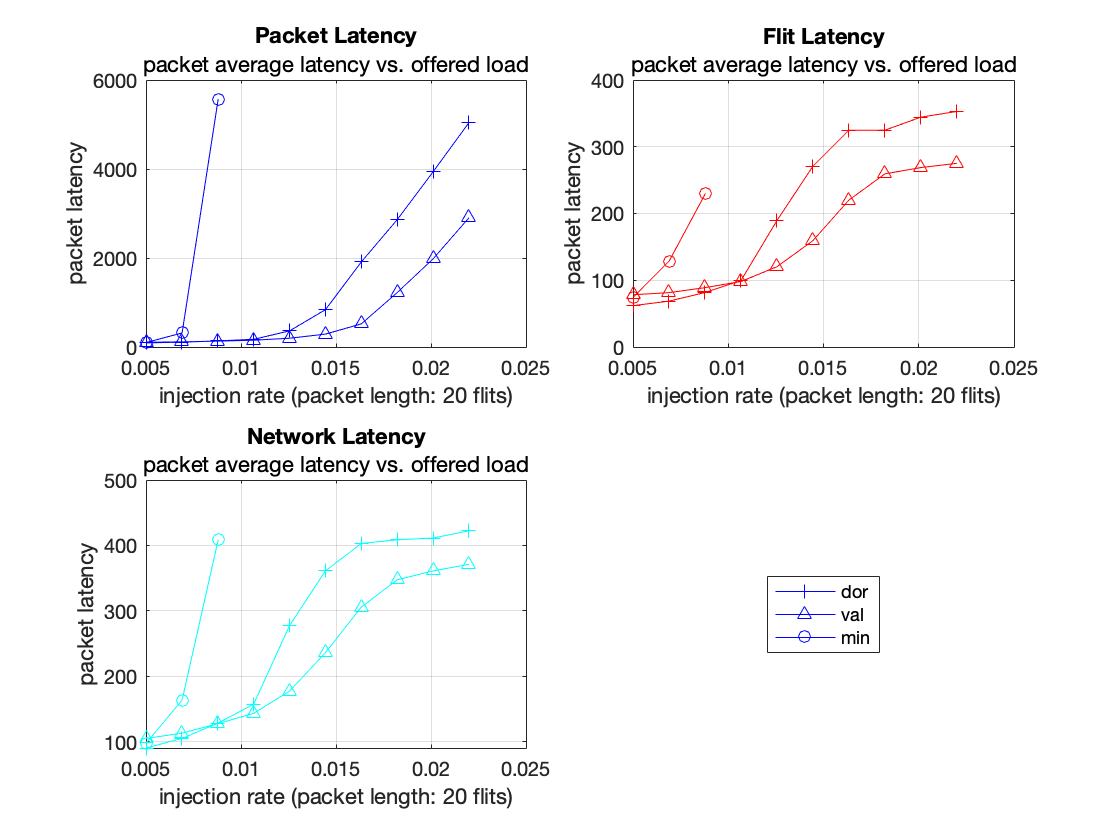 Packet Latency
packet average latency vs. offered load
6000
4000
2000
0
packet latency
0.005
0.01
0.015
0.02
0.025
injection rate (packet length: 20 flits)
Flit Latency
packet average latency vs. offered load
400
300
200
100
0
packet latency
0.005
0.01
0.015
0.02
0.025
injection rate (packet length: 20 flits)
Network Latency
packet average latency vs. offered load
500
400
300
200
100
packet latency
0.005
0.01
0.015
0.02
0.025
injection rate (packet length: 20 flits)
dor
val
min